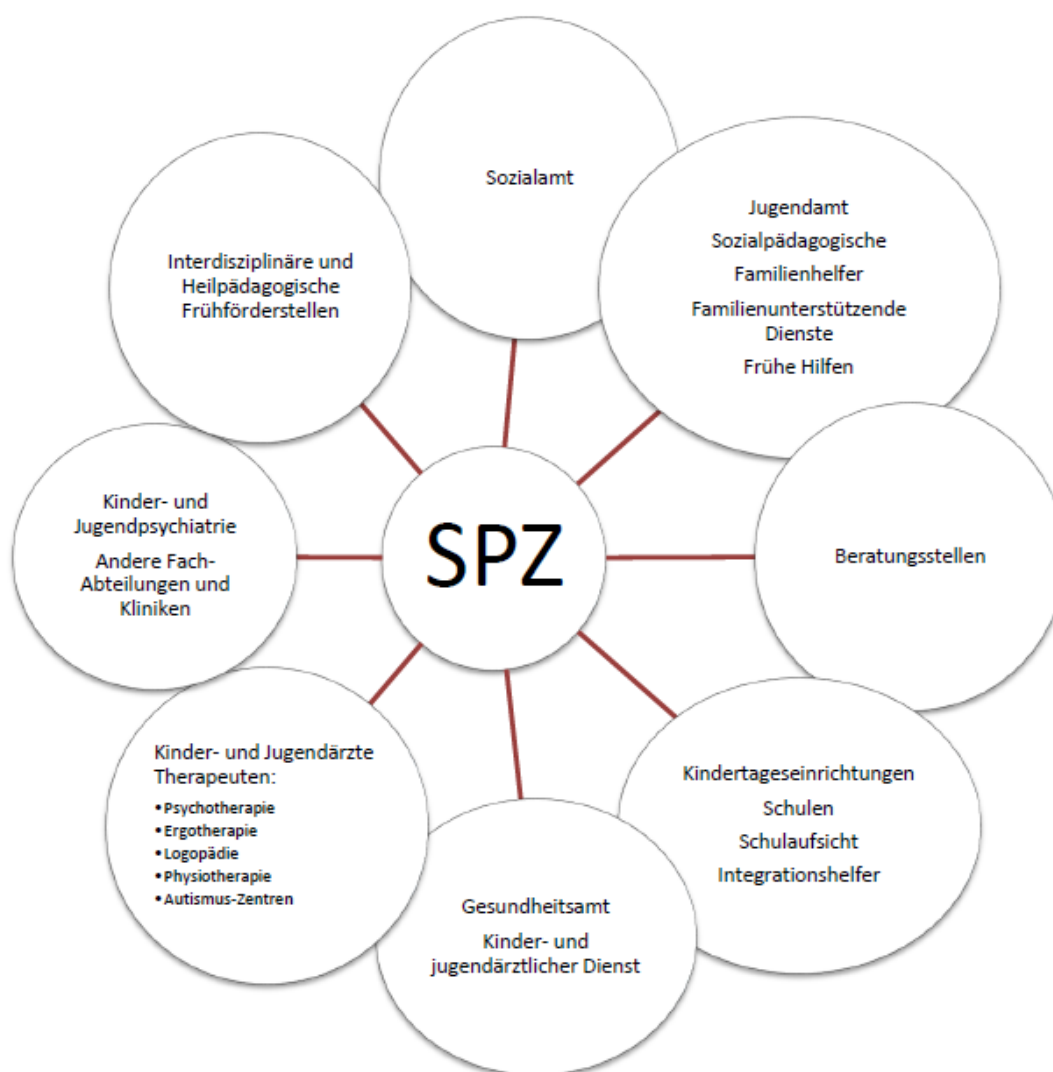 Sozialamt
Jugendamt
Sozialpädagogische
Familienhelfer
Familienunterstützende
Dienste
Frühe Hilfen
Interdisziplinäre und
Heilpädagogische
Frühförderstellen
Kinder- und
Jugendpsychiatrie
Andere Fach-
Abteilungen und
Kliniken
SPZ
Beratungsstellen
Kinder- und Jugendärzte
Therapeuten:
•Psychotherapie
•Ergotherapie
•Logopädie
•Physiotherapie
•Autismus-Zentren
Kindertageseinrichtungen
Schulen
Schulaufsicht
Integrationshelfer
Gesundheitsamt
Kinder- und
jugendärztlicher Dienst